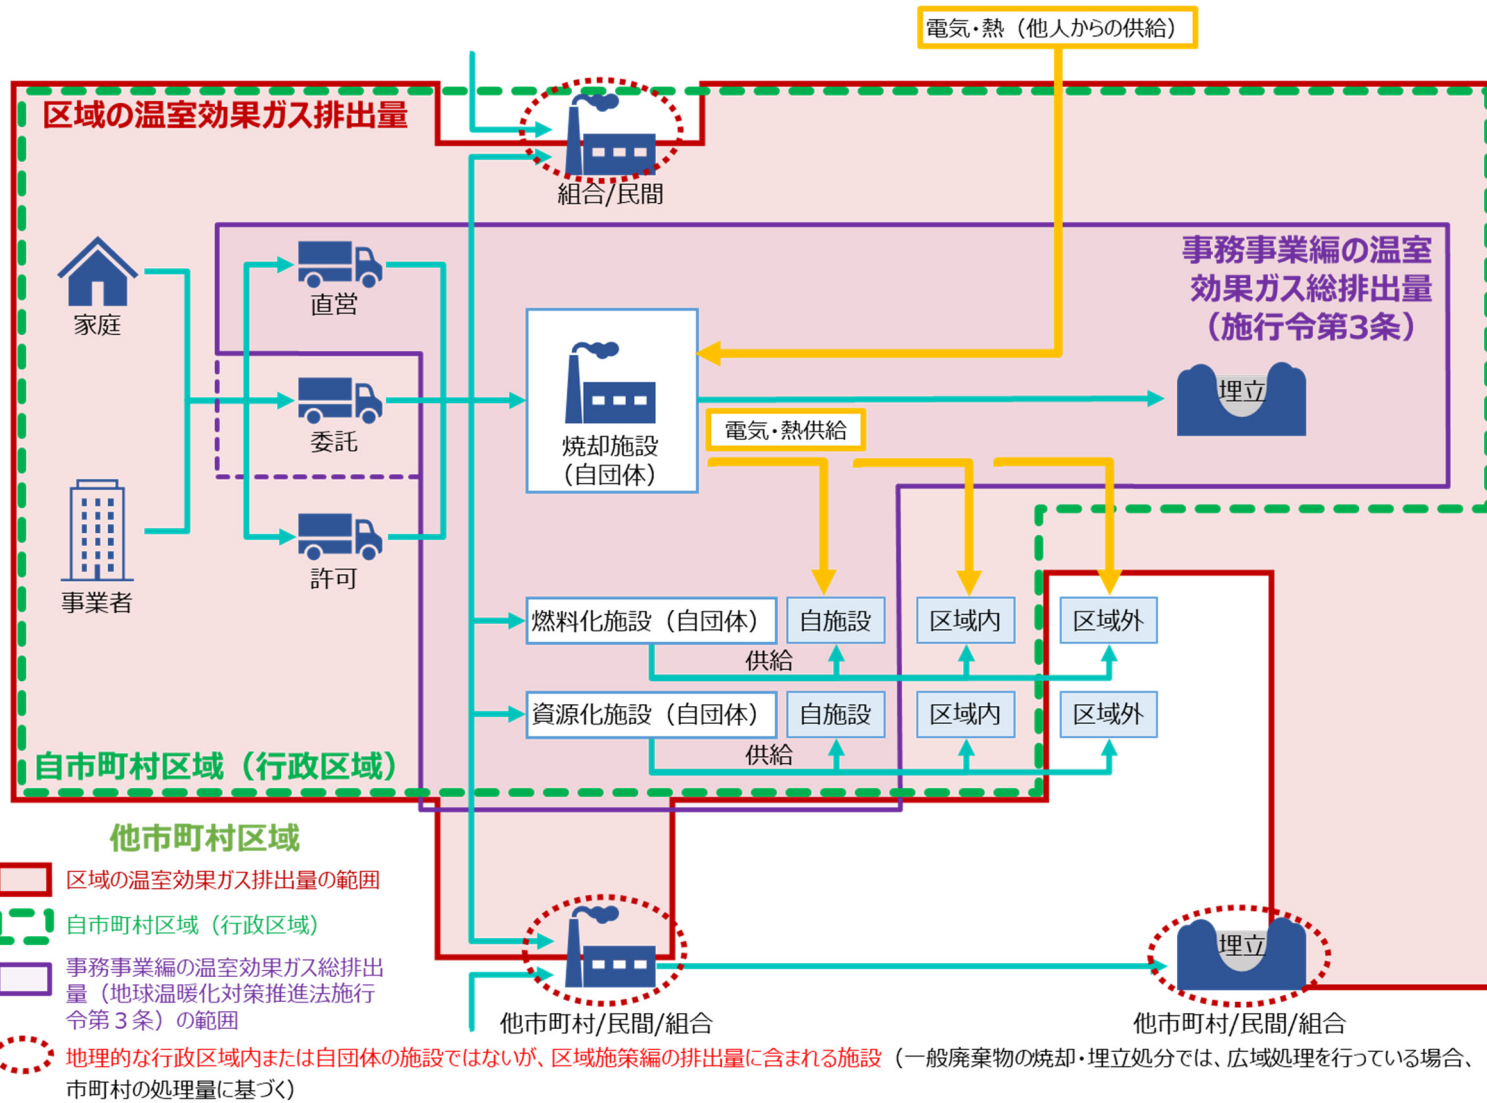 電気・熱（他人からの供給）
区域の温室効果ガス排出量
組合/民間
事務事業編の温室
効果ガス総排出量
（施行令第3条）
家庭
直営
埋立
委託
電気・熱供給
焼却施設
（自団体）
許可
事業者
燃料化施設（自団体）
自施設
区域内
区域外
供給
資源化施設（自団体）
自施設
区域内
区域外
供給
自市町村区域（行政区域）
他市町村区域
区域の温室効果ガス排出量の範囲
自市町村区域（行政区域）
埋立
事務事業編の温室効果ガス総排出
量（地球温暖化対策推進法施行
令第３条）の範囲
他市町村/民間/組合
他市町村/民間/組合
地理的な行政区域内または自団体の施設ではないが、区域施策編の排出量に含まれる施設（一般廃棄物の焼却・埋立処分では、広域処理を行っている場合、
市町村の処理量に基づく）